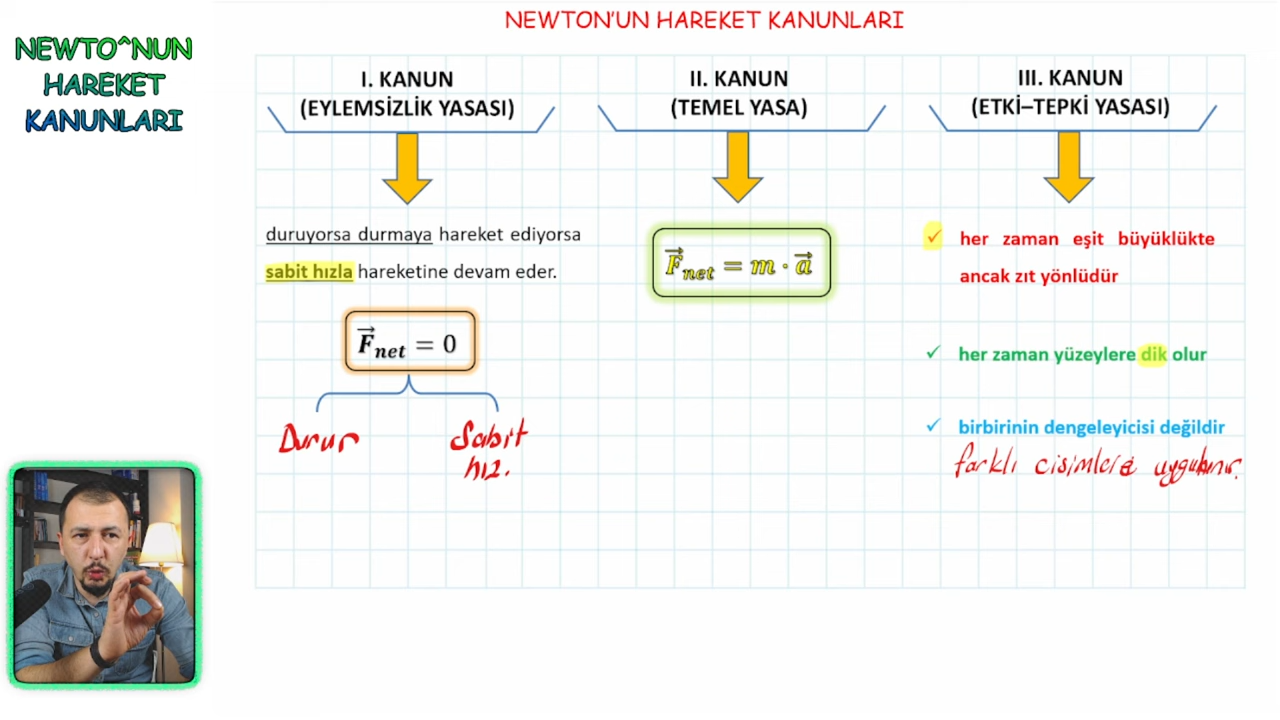 NEWTO^NUN
HAREKET
KANUNLARI
NEWTON'UN HAREKET KANUNLARI
I. KANUN
(EYLEMSİZLİK YASASI)
duruyorsa durmaya hareket ediyorsa
sabit hızla hareketine devam eder.
F⃗net = 0
Durur
Sabit
hız.
II. KANUN
(TEMEL YASA)
F⃗net = m · a⃗
III. KANUN
(ETKİ–TEPKİ YASASI)
✓ her zaman eşit büyüklükte
ancak zıt yönlüdür
✓ her zaman yüzeylere dik olur
✓ birbirinin dengeleyicisi değildir
farklı cisimlere uygulanır.